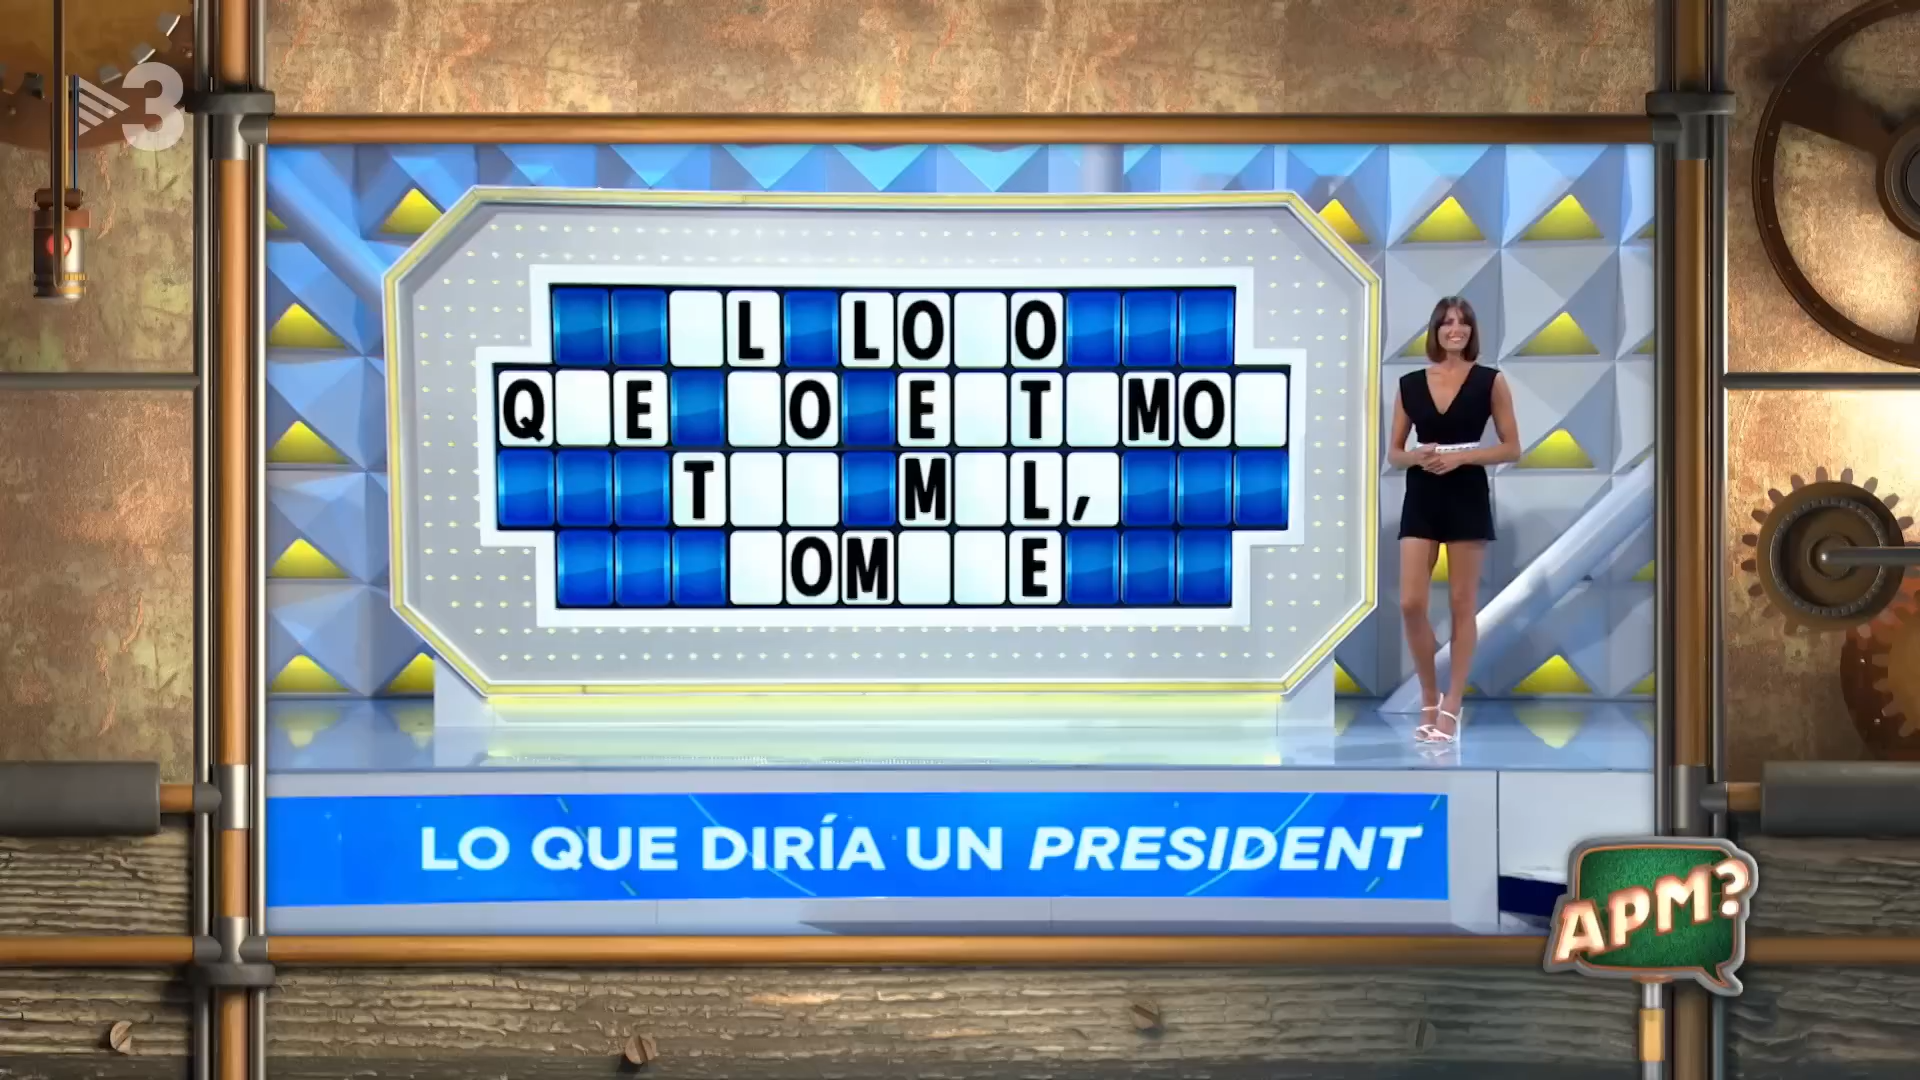 3
L LO O
Q E O E T MO
T M L,
OM E
LO QUE DIRÍA UN PRESIDENT
APM?